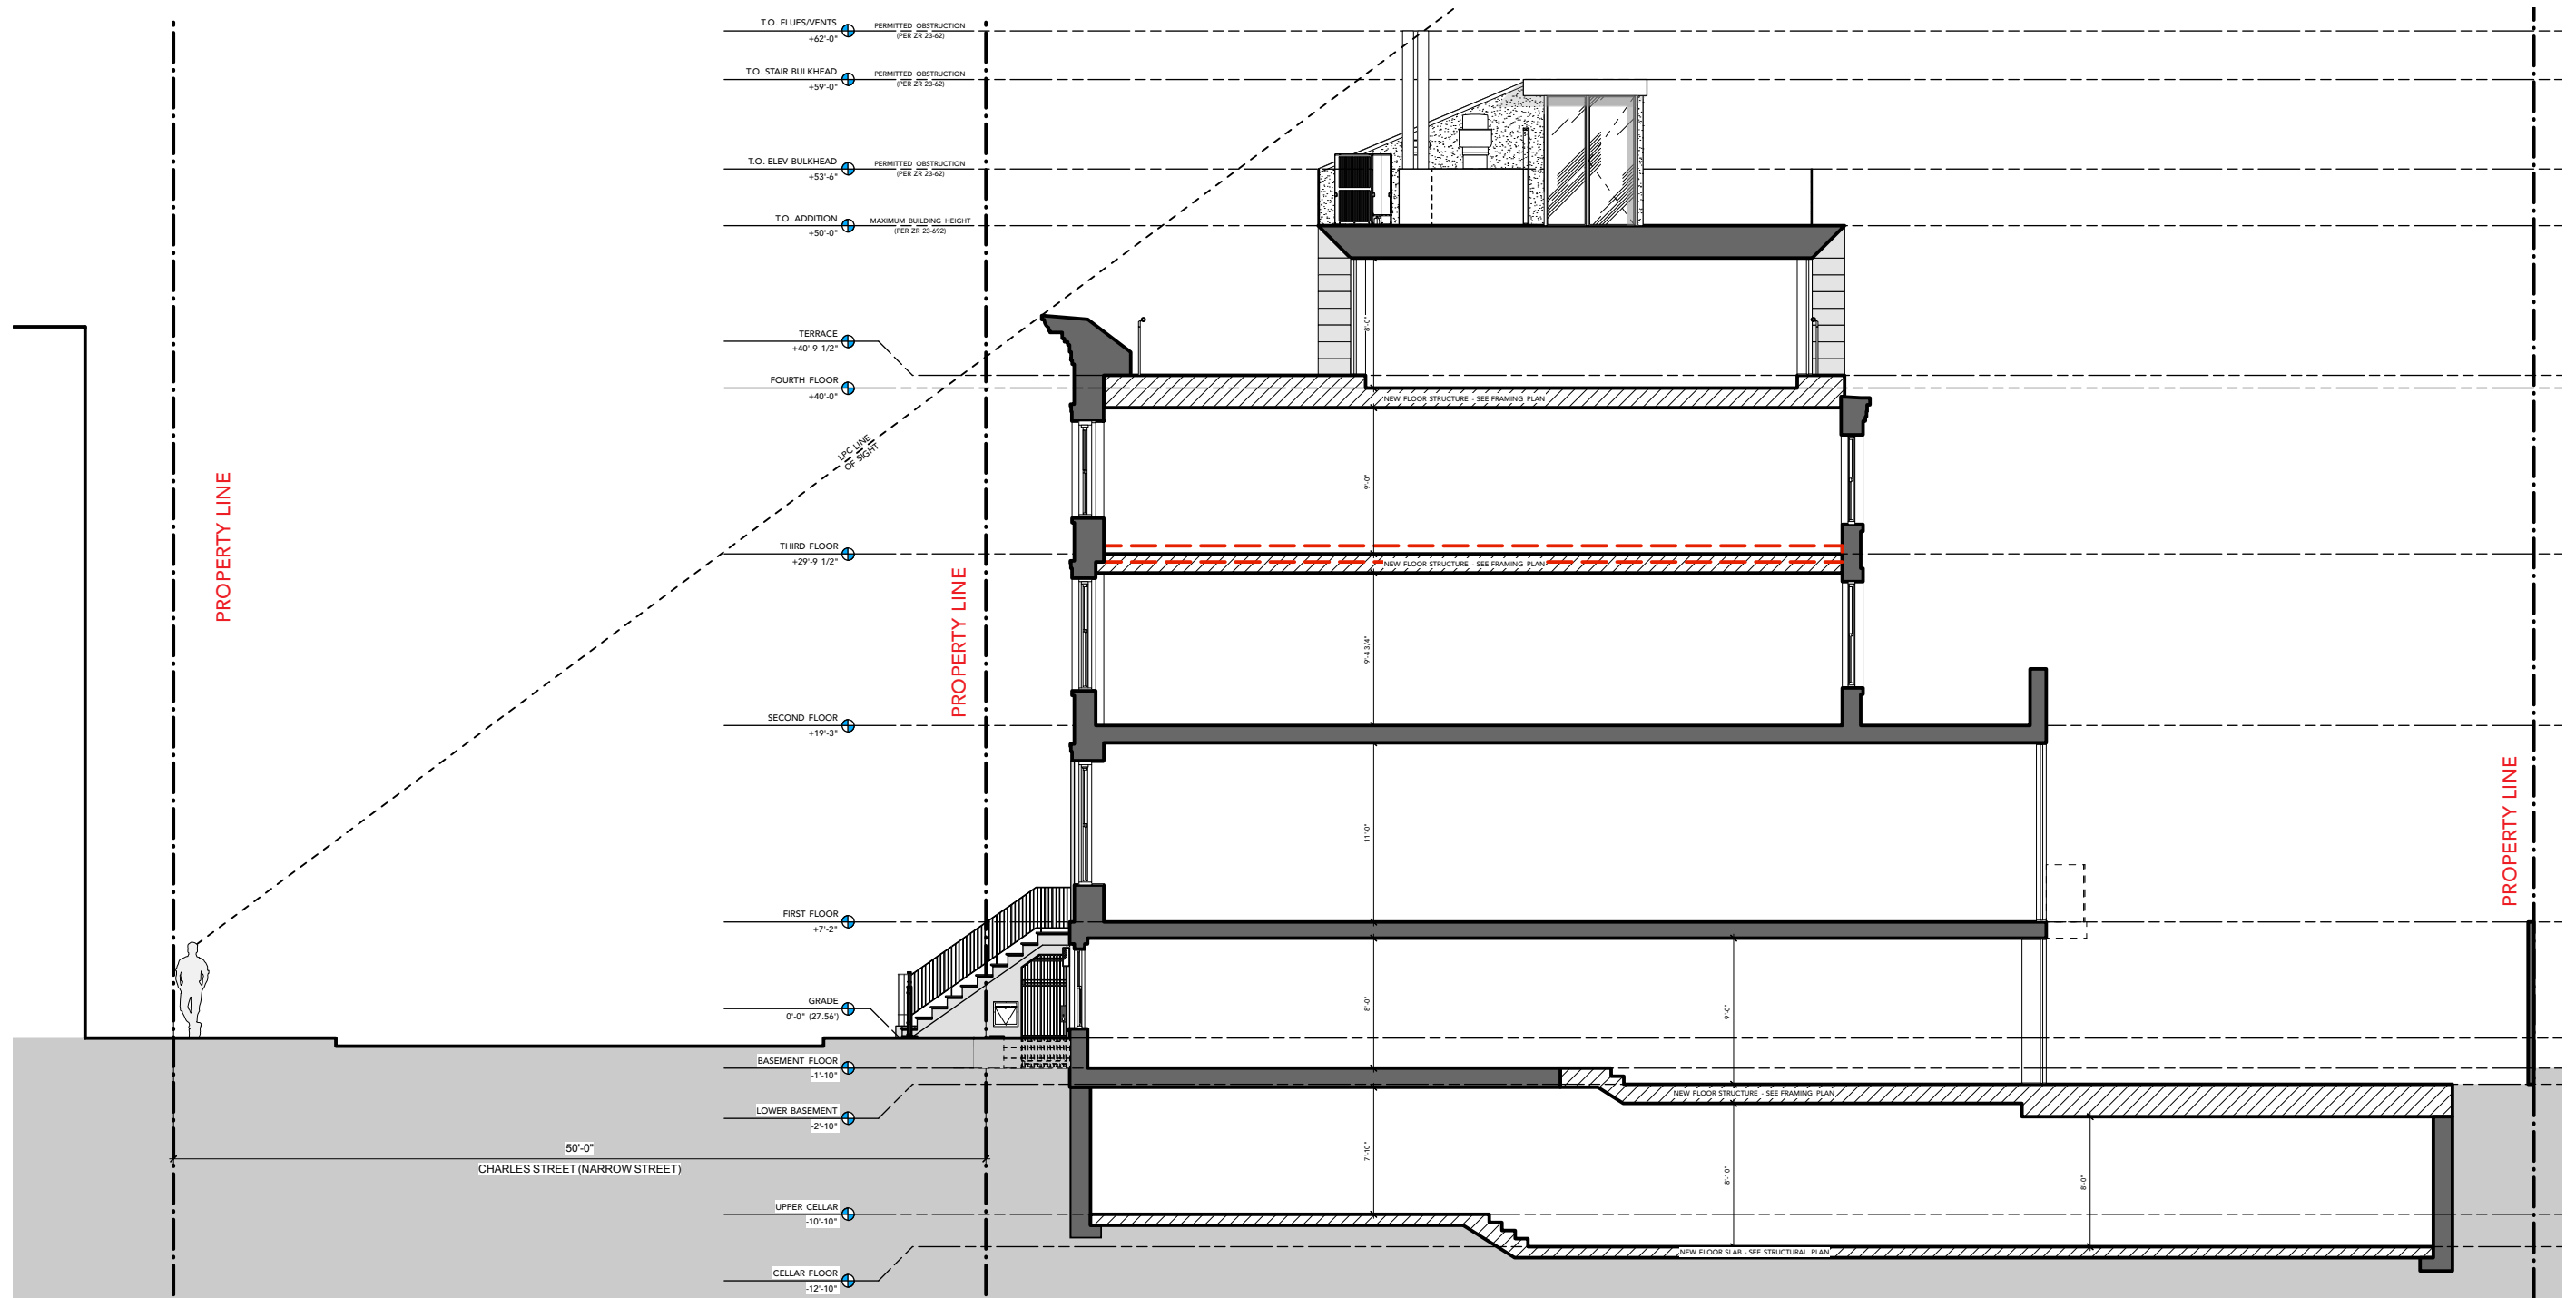 T.O. FLUES/VENTS
+62'-0"
PERMITTED OBSTRUCTION
(PER ZR 23-62)
T.O. STAIR BULKHEAD
+59'-0"
PERMITTED OBSTRUCTION
(PER ZR 23-62)
T.O. ELEV BULKHEAD
+53'-6"
PERMITTED OBSTRUCTION
(PER ZR 23-62)
T.O. ADDITION
+50'-0"
MAXIMUM BUILDING HEIGHT
(PER ZR 23-692)
TERRACE
+40'-9 1/2"
8'-0"
FOURTH FLOOR
+40'-0"
NEW FLOOR STRUCTURE - SEE FRAMING PLAN
LPC LINE
OF SIGHT
9'-0"
PROPERTY LINE
THIRD FLOOR
+29'-9 1/2"
NEW FLOOR STRUCTURE - SEE FRAMING PLAN
PROPERTY LINE
9'-4 3/4"
SECOND FLOOR
+19'-3"
11'-0"
PROPERTY LINE
FIRST FLOOR
+7'-2"
8'-0"
9'-0"
GRADE
0'-0" (27.56')
BASEMENT FLOOR
-1'-10"
NEW FLOOR STRUCTURE - SEE FRAMING PLAN
LOWER BASEMENT
-2'-10"
50'-0"
CHARLES STREET (NARROW STREET)
7'-10"
8'-10"
8'-0"
UPPER CELLAR
-10'-10"
NEW FLOOR SLAB - SEE STRUCTURAL PLAN
CELLAR FLOOR
-12'-10"